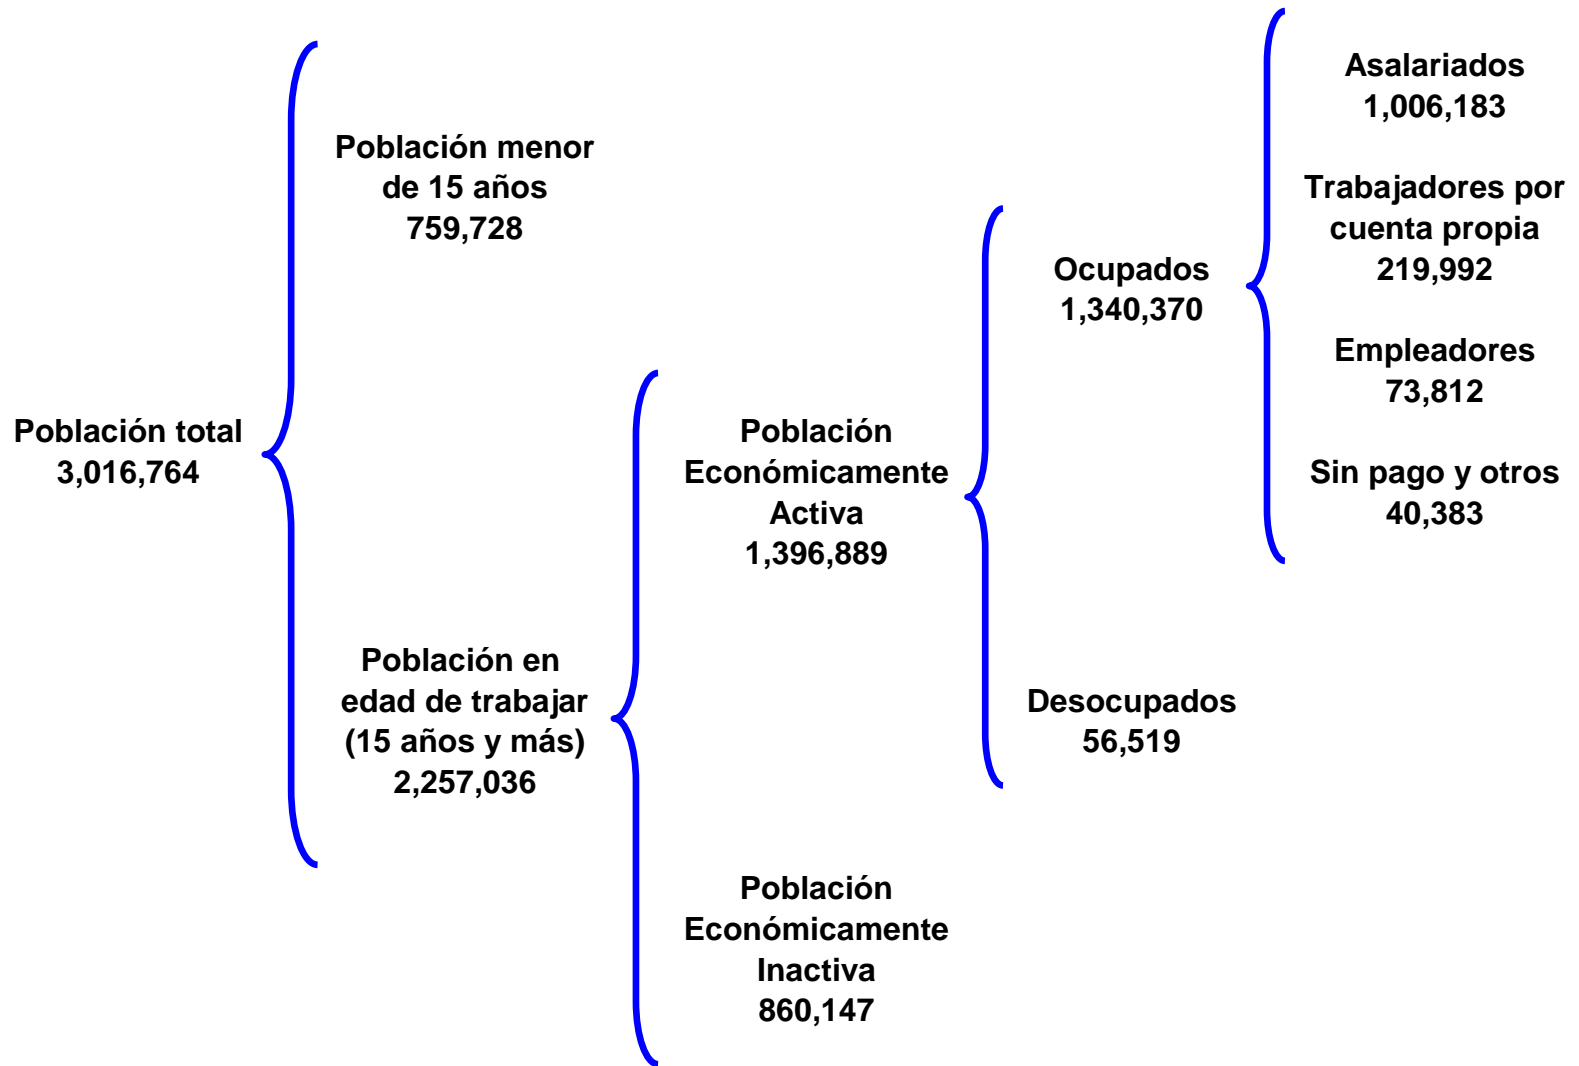 Población total
3,016,764
Población menor
de 15 años
759,728
Población en
edad de trabajar
(15 años y más)
2,257,036
Población
Económicamente
Activa
1,396,889
Población
Económicamente
Inactiva
860,147
Ocupados
1,340,370
Desocupados
56,519
Asalariados
1,006,183
Trabajadores por
cuenta propia
219,992
Empleadores
73,812
Sin pago y otros
40,383